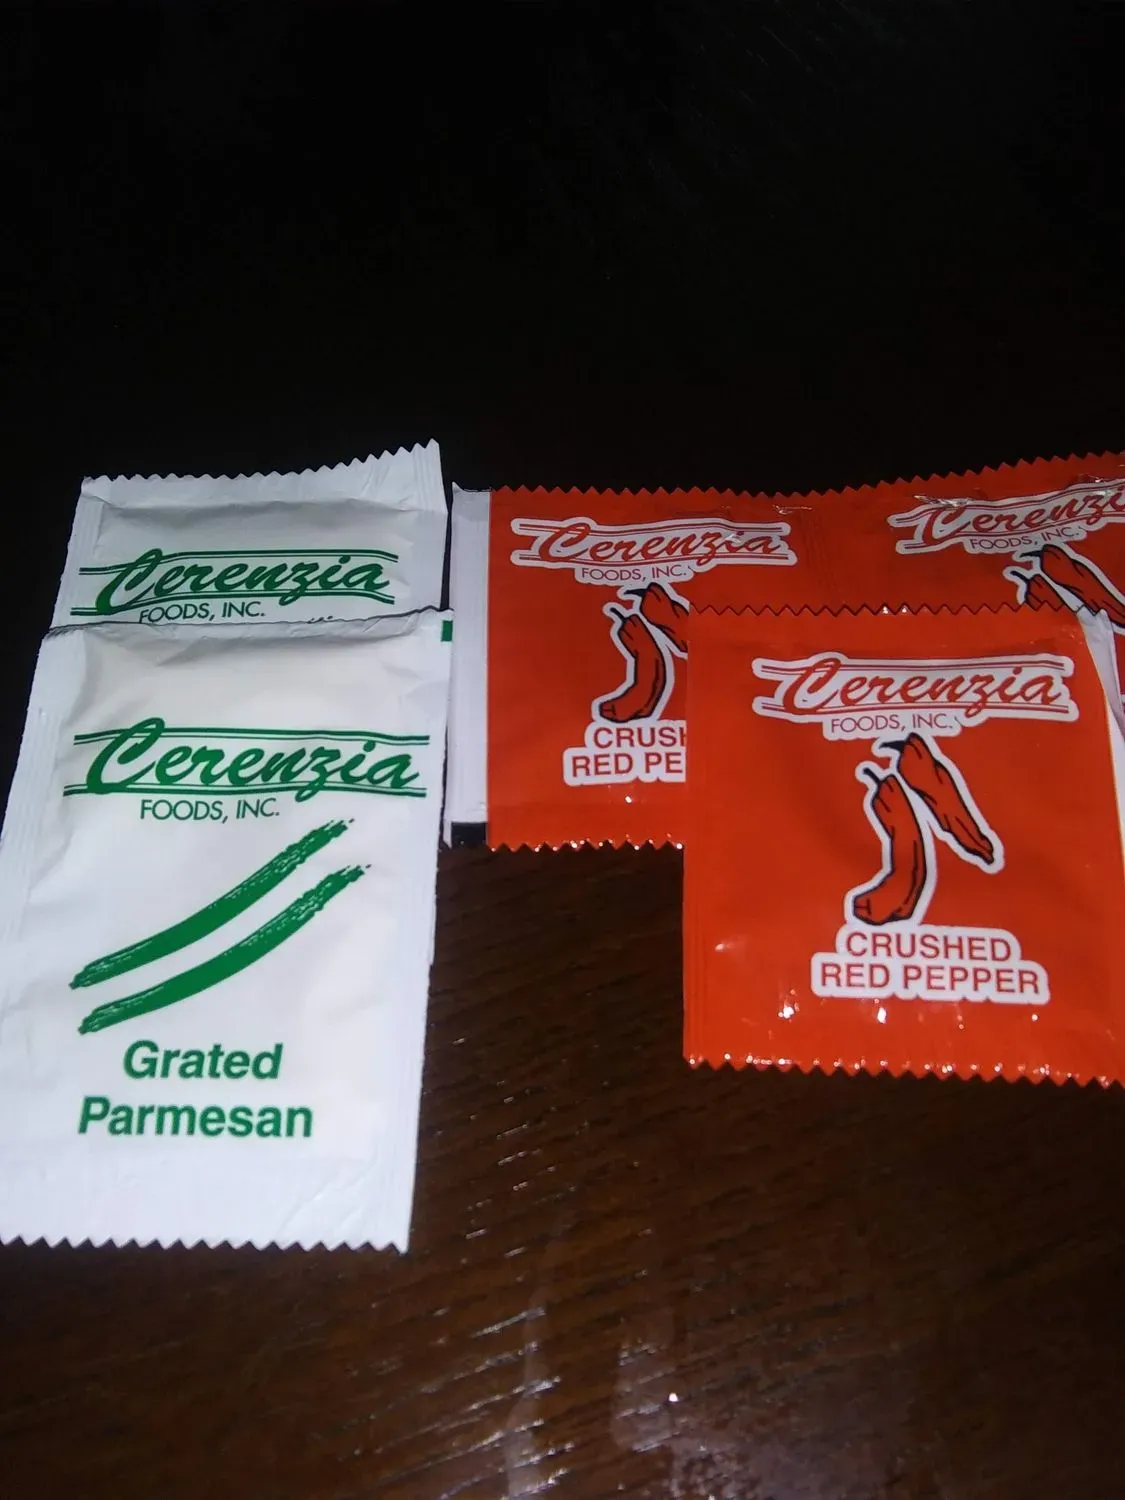 Cerenzia
FOODS, INC.
Cerenzia
FOODS, INC.
Grated
Parmesan
Cerenzia
FOODS, INC.
CRUSH
RED PE
Cerenzia
FOODS, INC.
Cerenzia
FOODS, INC.
CRUSHED
RED PEPPER